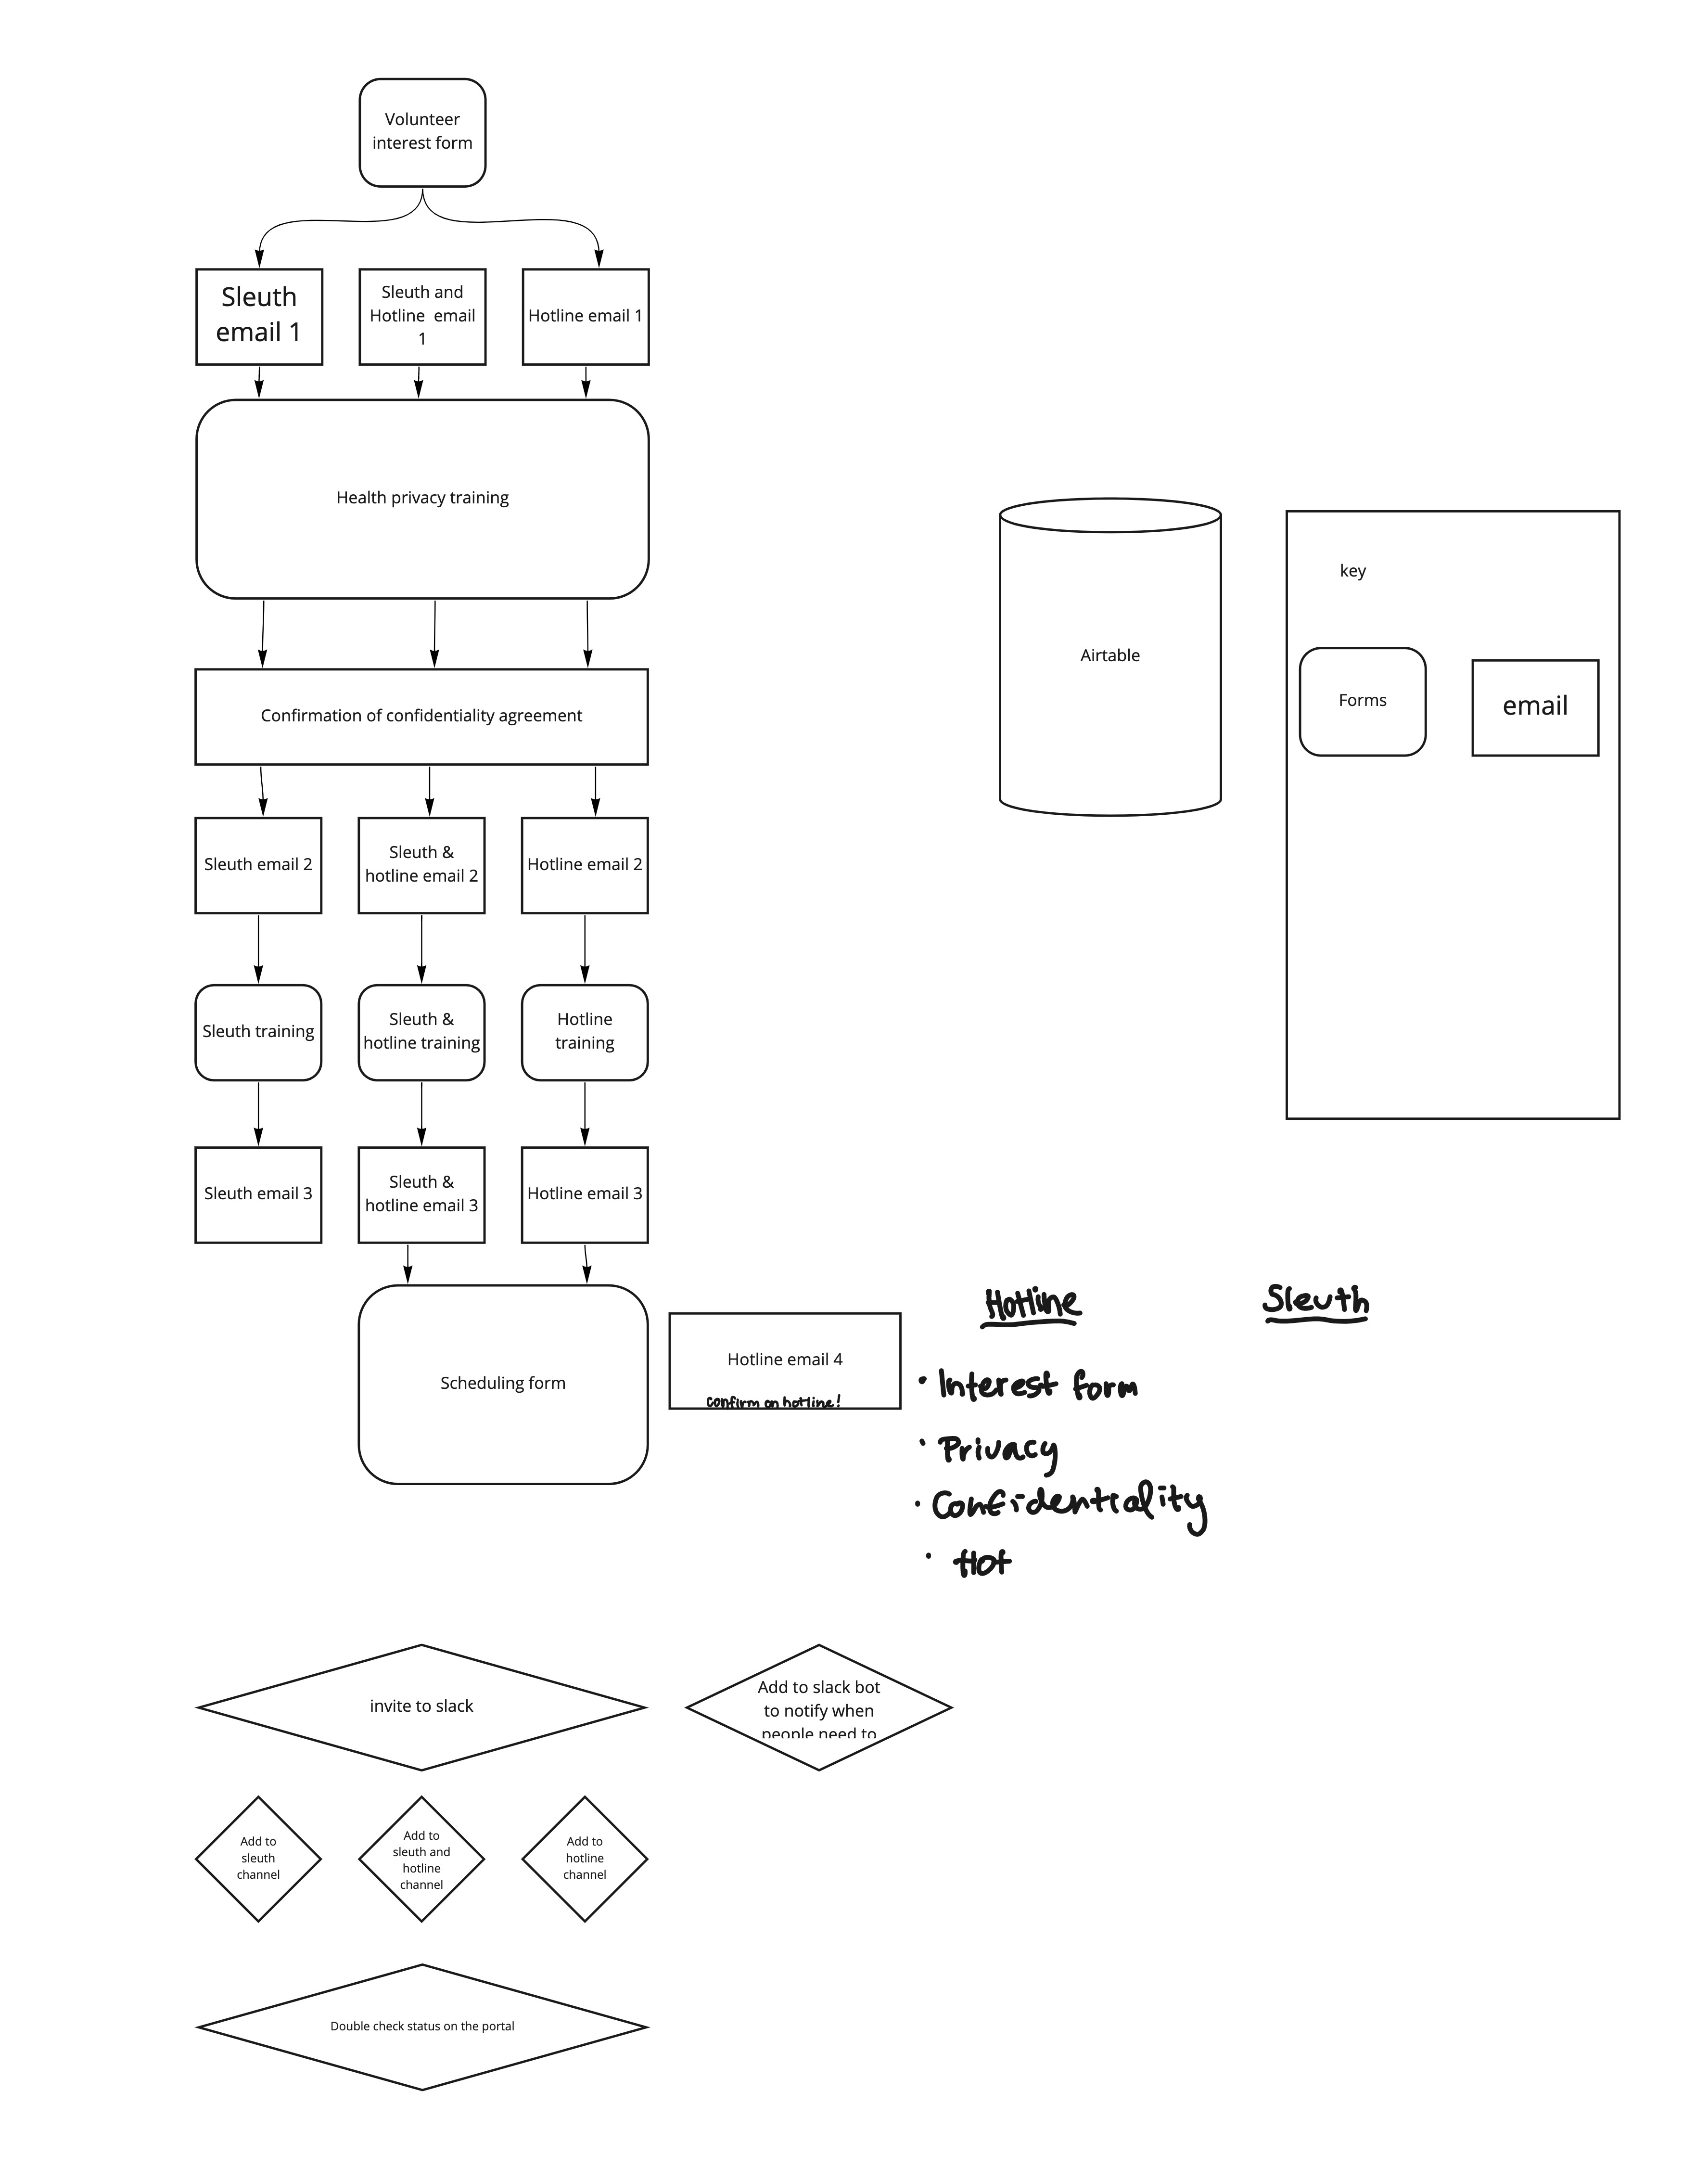 Volunteer
interest form
Sleuth
email 1
Sleuth and
Hotline email
1
Hotline email 1
Health privacy training
Confirmation of confidentiality agreement
Sleuth email 2
Sleuth &
hotline email 2
Hotline email 2
Sleuth training
Sleuth &
hotline training
Hotline
training
Sleuth email 3
Sleuth &
hotline email 3
Hotline email 3
Scheduling form
Hotline email 4
confirm on hotline!
Airtable
key
Forms
email
Hotline
Sleuth
• Interest form
• Privacy
• Confidentiality
• Hot
invite to slack
Add to slack bot
to notify when
people need to
Add to
sleuth
channel
Add to
sleuth and
hotline
channel
Add to
hotline
channel
Double check status on the portal